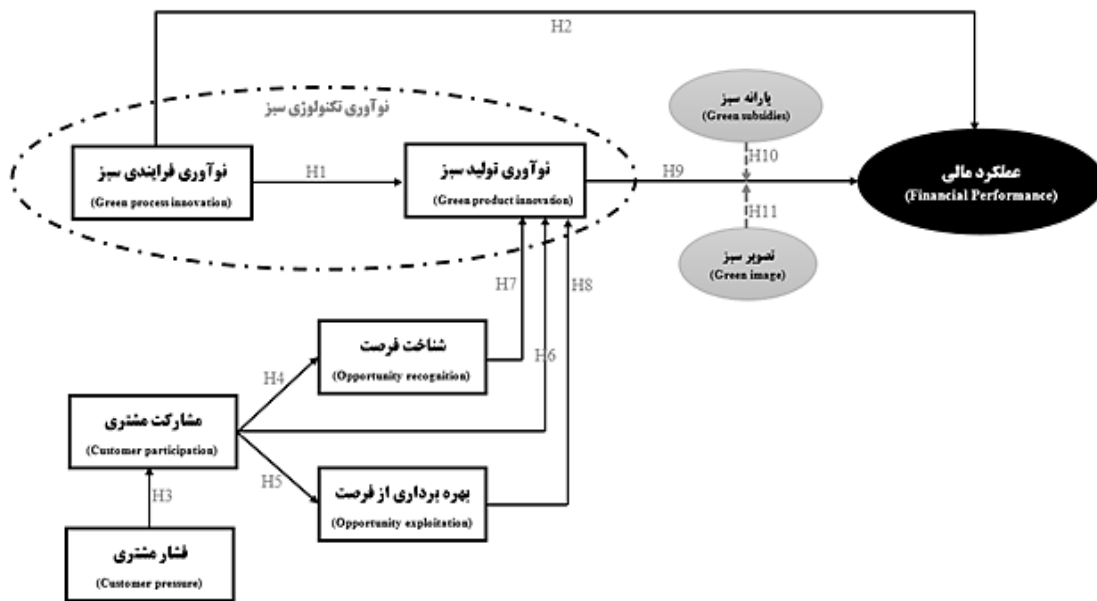 H2
نوآوری تکنولوژی سبز
یارانه سبز
(Green subsidies)
H10
نوآوری فرایندی سبز
(Green process innovation)
H1
نوآوری تولید سبز
(Green product innovation)
H9
عملکرد مالی
(Financial Performance)
H11
تصویر سبز
(Green image)
H7
H8
H6
شناخت فرصت
(Opportunity recognition)
H4
مشارکت مشتری
(Customer participation)
H5
بهره برداری از فرصت
(Opportunity exploitation)
H3
فشار مشتری
(Customer pressure)